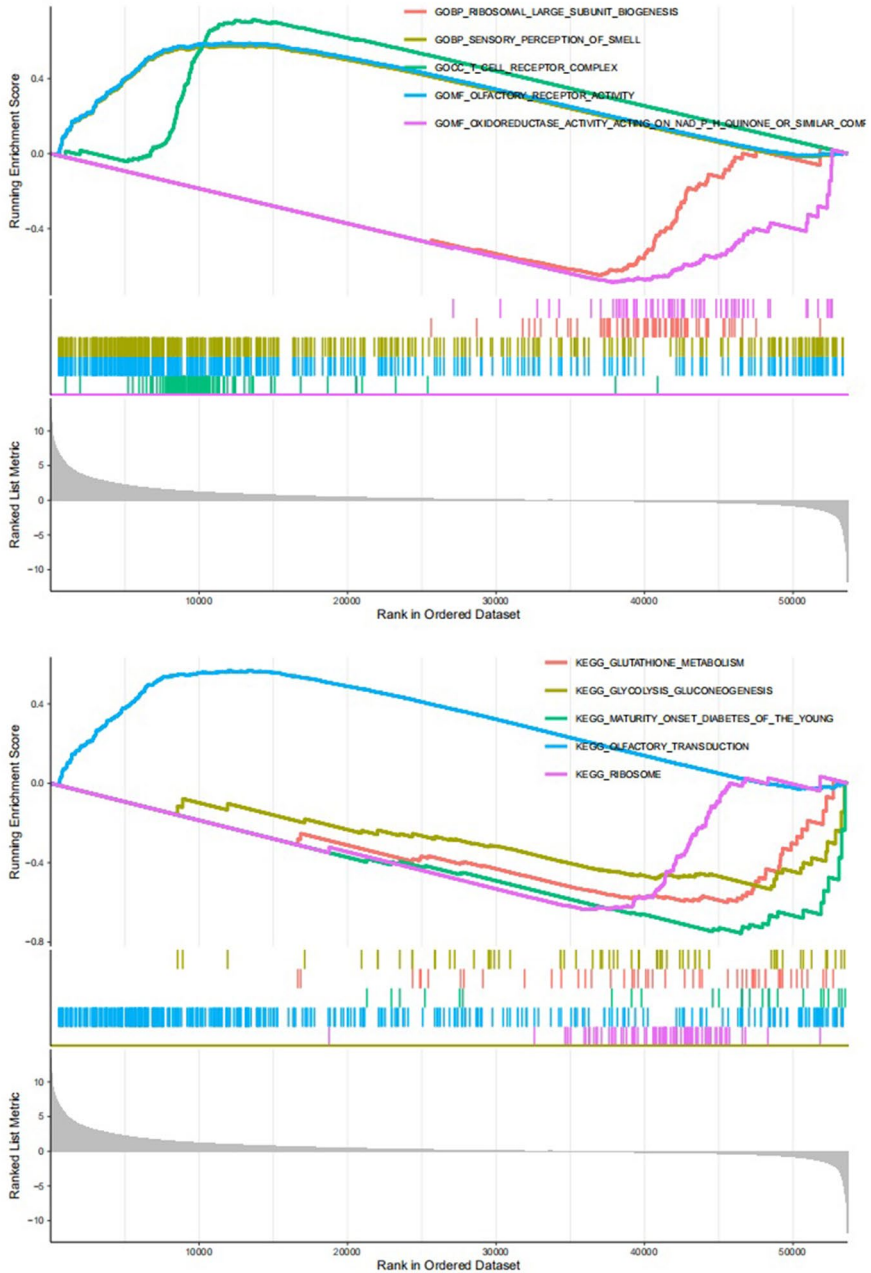 GOBP_RIBOSOMAL_LARGE_SUBUNIT_BIOGENESIS
GOBP_SENSORY_PERCEPTION_OF_SMELL
GOCC_T_CELL_RECEPTOR_COMPLEX
GOMF_OLFACTORY_RECEPTOR_ACTIVITY
GOMF_OXIDOREDUCTASE_ACTIVITY_ACTING_ON_NAD_P_H_QUINONE_OR_SIMILAR_COMF
Running Enrichment Score
0.4
0.0
−0.4
Ranked List Metric
10
5
0
−5
−10
10000 20000 30000 40000 50000
Rank in Ordered Dataset
KEGG_GLUTATHIONE_METABOLISM
KEGG_GLYCOLYSIS_GLUCONEOGENESIS
KEGG_MATURITY_ONSET_DIABETES_OF_THE_YOUNG
KEGG_OLFACTORY_TRANSDUCTION
KEGG_RIBOSOME
Running Enrichment Score
0.4
0.0
−0.4
−0.8
Ranked List Metric
10
5
0
−5
−10
10000 20000 30000 40000 50000
Rank in Ordered Dataset